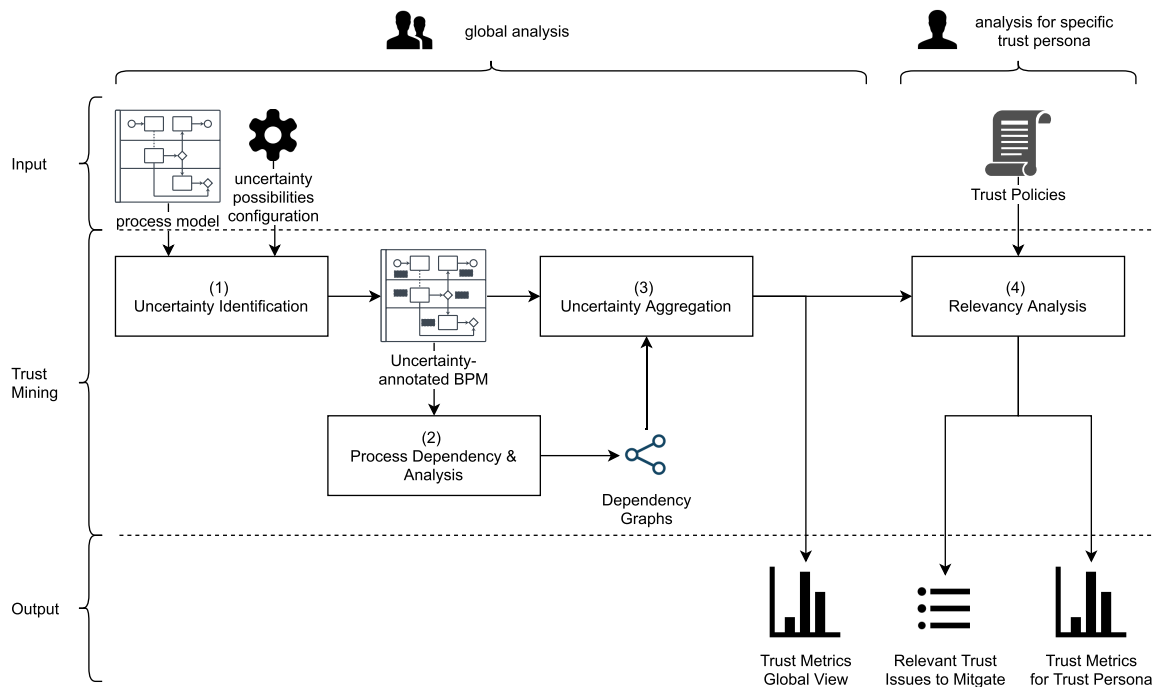 global analysis
analysis for specific
trust persona
Input
process model
uncertainty
possibilities
configuration
Trust Policies
Trust
Mining
(1)
Uncertainty Identification
Uncertainty-
annotated BPM
(2)
Process Dependency &
Analysis
Dependency
Graphs
(3)
Uncertainty Aggregation
(4)
Relevancy Analysis
Output
Trust Metrics
Global View
Relevant Trust
Issues to Mitgate
Trust Metrics
for Trust Persona